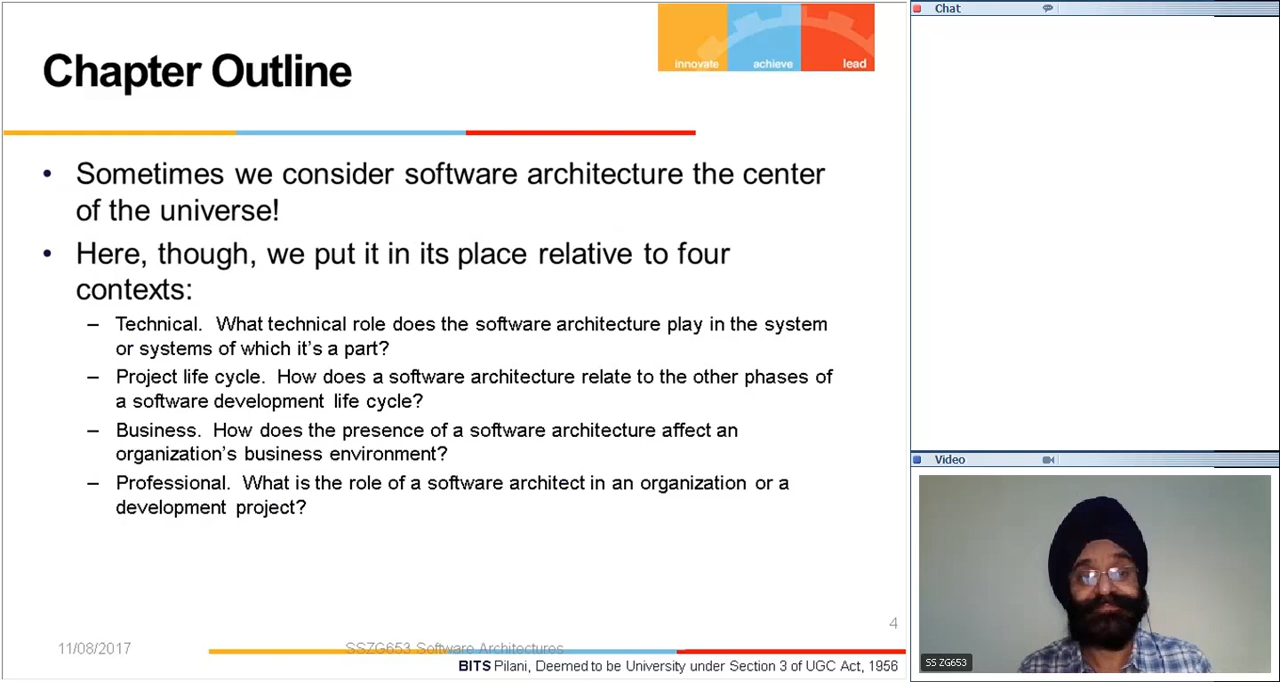 Chapter Outline
innovate achieve lead
• Sometimes we consider software architecture the center
of the universe!
• Here, though, we put it in its place relative to four
contexts:
– Technical. What technical role does the software architecture play in the system
or systems of which it's a part?
– Project life cycle. How does a software architecture relate to the other phases of
a software development life cycle?
– Business. How does the presence of a software architecture affect an
organization's business environment?
– Professional. What is the role of a software architect in an organization or a
development project?
4
11/08/2017 SSZG653 Software Architectures
BITS Pilani, Deemed to be University under Section 3 of UGC Act, 1956
Chat
Video
SS ZG653